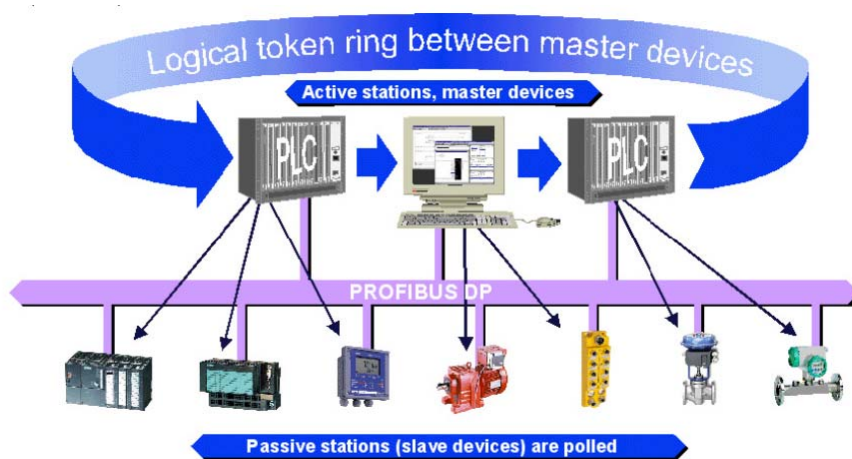 Logical token ring between master devices
Active stations, master devices
PLC
PLC
PROFIBUS DP
Passive stations (slave devices) are polled